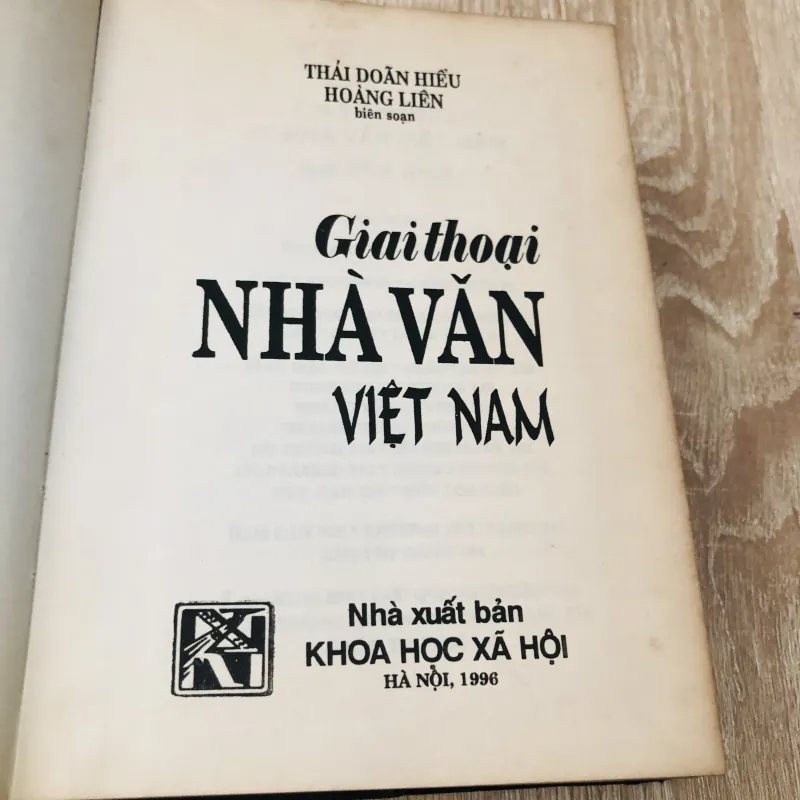 THÁI DOÃN HIỂU
HOÀNG LIÊN
biên soạn
Giai thoại
NHÀ VĂN
VIỆT NAM
Nhà xuất bản
KHOA HỌC XÃ HỘI
HÀ NỘI, 1996